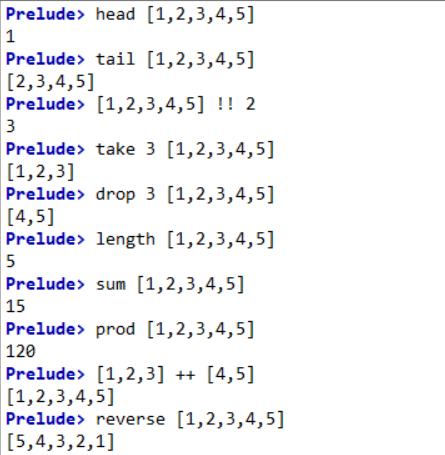 Prelude> head [1,2,3,4,5]
1
Prelude> tail [1,2,3,4,5]
[2,3,4,5]
Prelude> [1,2,3,4,5] !! 2
3
Prelude> take 3 [1,2,3,4,5]
[1,2,3]
Prelude> drop 3 [1,2,3,4,5]
[4,5]
Prelude> length [1,2,3,4,5]
5
Prelude> sum [1,2,3,4,5]
15
Prelude> prod [1,2,3,4,5]
120
Prelude> [1,2,3] ++ [4,5]
[1,2,3,4,5]
Prelude> reverse [1,2,3,4,5]
[5,4,3,2,1]